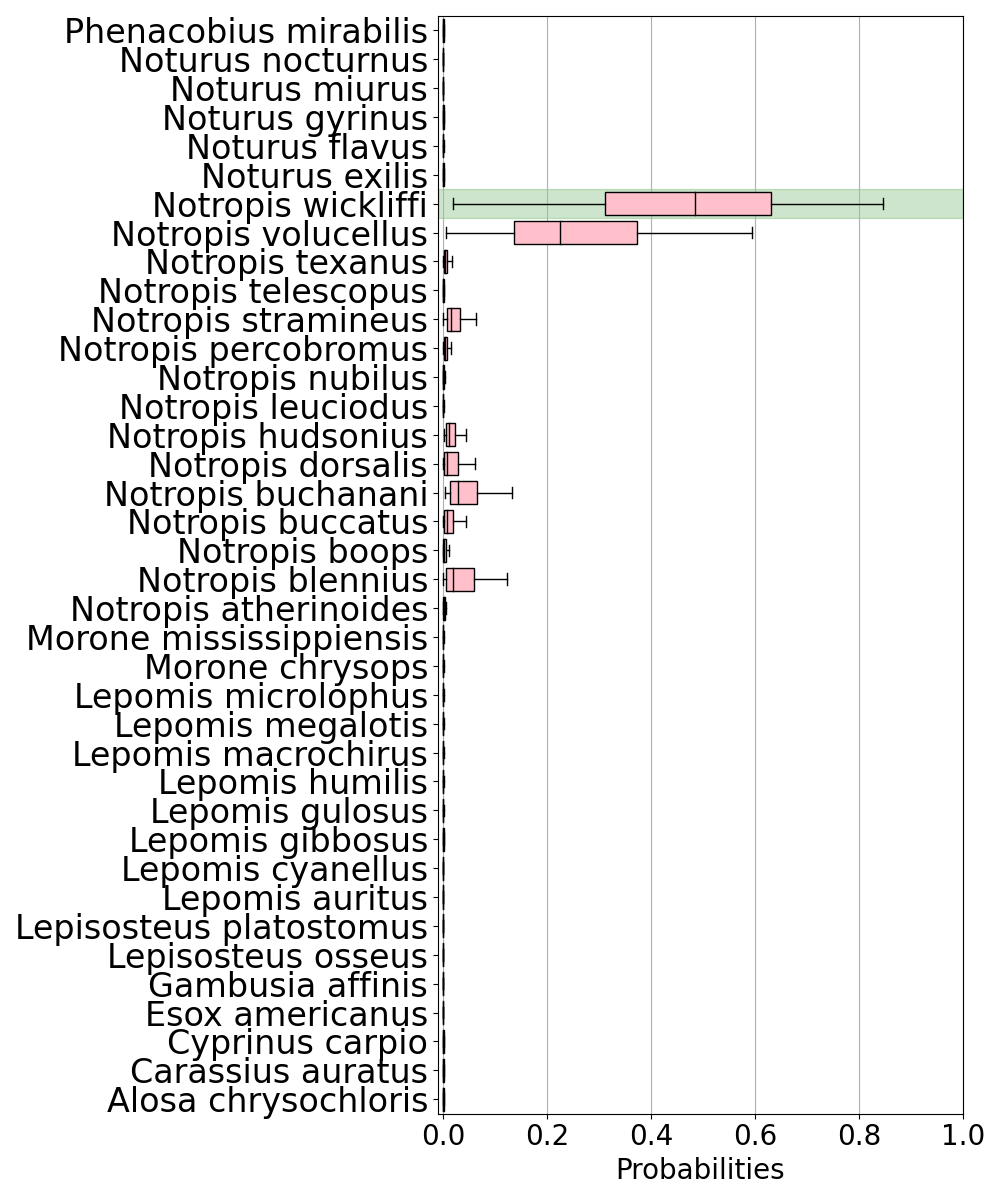 Phenacobius mirabilis
Noturus nocturnus
Noturus miurus
Noturus gyrinus
Noturus flavus
Noturus exilis
Notropis wickliffi
Notropis volucellus
Notropis texanus
Notropis telescopus
Notropis stramineus
Notropis percobromus
Notropis nubilus
Notropis leuciodus
Notropis hudsonius
Notropis dorsalis
Notropis buchanani
Notropis buccatus
Notropis boops
Notropis blennius
Notropis atherinoides
Morone mississippiensis
Morone chrysops
Lepomis microlophus
Lepomis megalotis
Lepomis macrochirus
Lepomis humilis
Lepomis gulosus
Lepomis gibbosus
Lepomis cyanellus
Lepomis auritus
Lepisosteus platostomus
Lepisosteus osseus
Gambusia affinis
Esox americanus
Cyprinus carpio
Carassius auratus
Alosa chrysochloris
0.0 0.2 0.4 0.6 0.8 1.0
Probabilities